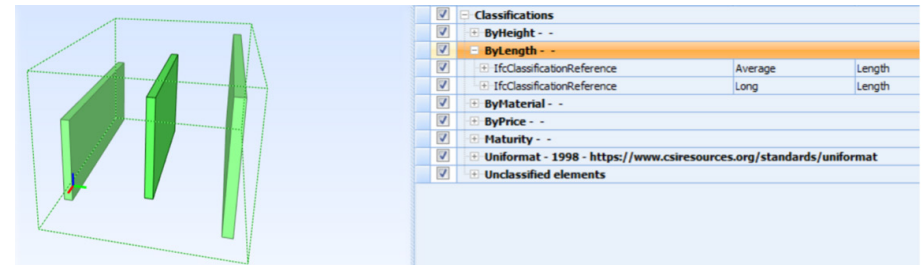 Classifications
ByHeight - -
ByLength - -
IfcClassificationReference Average Length
IfcClassificationReference Long Length
ByMaterial - -
ByPrice - -
Maturity - -
Uniformat - 1998 - https://www.csiresources.org/standards/uniformat
Unclassified elements